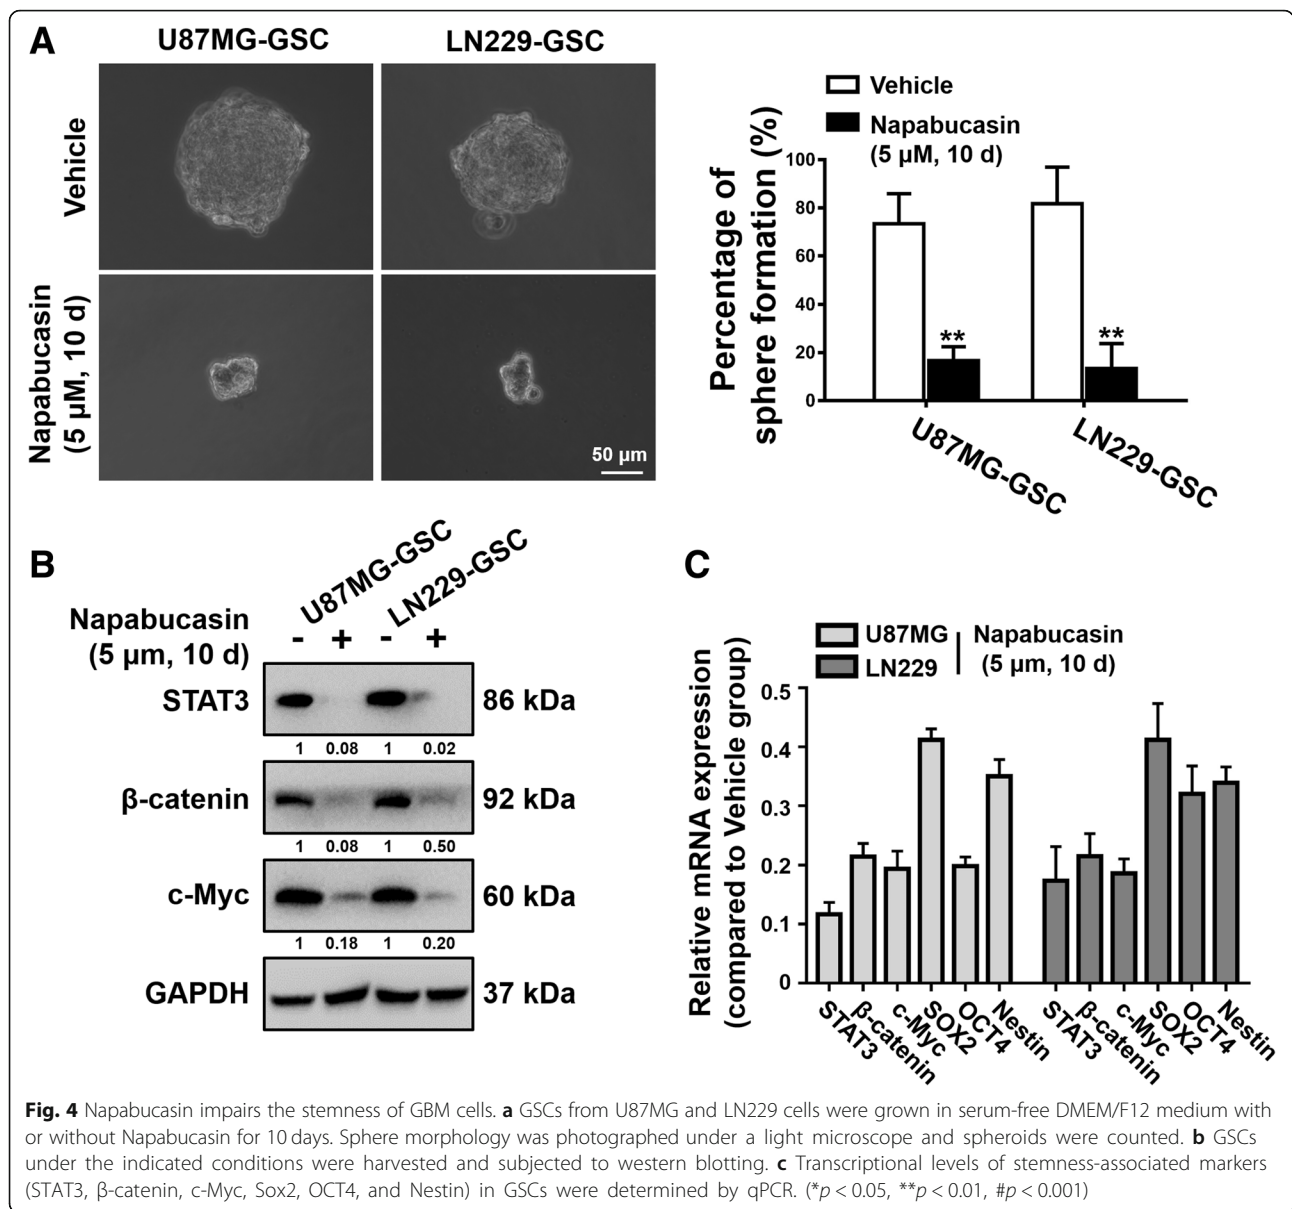 A
U87MG-GSC
LN229-GSC
Vehicle
Napabucasin
(5 µM, 10 d)
50 µm
Vehicle
Napabucasin
(5 µM, 10 d)
Percentage of
sphere formation (%)
100
80
60
40
20
0
**
**
U87MG-GSC
LN229-GSC
B
U87MG-GSC
LN229-GSC
Napabucasin
(5 µm, 10 d)
- + - +
STAT3
86 kDa
1 0.08 1 0.02
β-catenin
92 kDa
1 0.08 1 0.50
c-Myc
60 kDa
1 0.18 1 0.20
GAPDH
37 kDa
C
U87MG
LN229
Napabucasin
(5 µm, 10 d)
Relative mRNA expression
(compared to Vehicle group)
0.5
0.4
0.3
0.2
0.1
0
STAT3
β-catenin
c-Myc
SOX2
OCT4
Nestin
STAT3
β-catenin
c-Myc
SOX2
OCT4
Nestin
Fig. 4 Napabucasin impairs the stemness of GBM cells. a GSCs from U87MG and LN229 cells were grown in serum-free DMEM/F12 medium with
or without Napabucasin for 10 days. Sphere morphology was photographed under a light microscope and spheroids were counted. b GSCs
under the indicated conditions were harvested and subjected to western blotting. c Transcriptional levels of stemness-associated markers
(STAT3, β-catenin, c-Myc, Sox2, OCT4, and Nestin) in GSCs were determined by qPCR. (*p < 0.05, **p < 0.01, #p < 0.001)